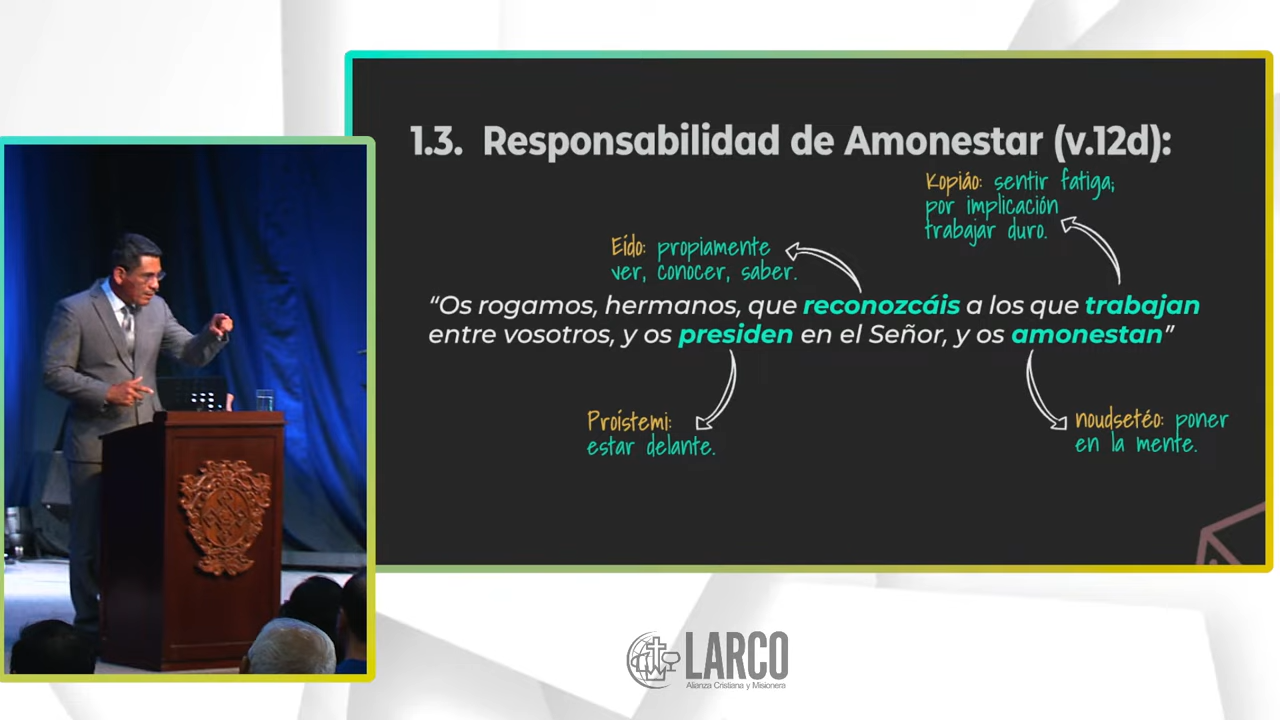 1.3. Responsabilidad de Amonestar (v.12d):
Kopiáo: sentir fatiga;
por implicación
trabajar duro.
Eído: propiamente
ver, conocer, saber.
“Os rogamos, hermanos, que reconozcáis a los que trabajan
entre vosotros, y os presiden en el Señor, y os amonestan”
Proístemi:
estar delante.
noudsetéo: poner
en la mente.
LARCO
Alianza Cristiana y Misionera